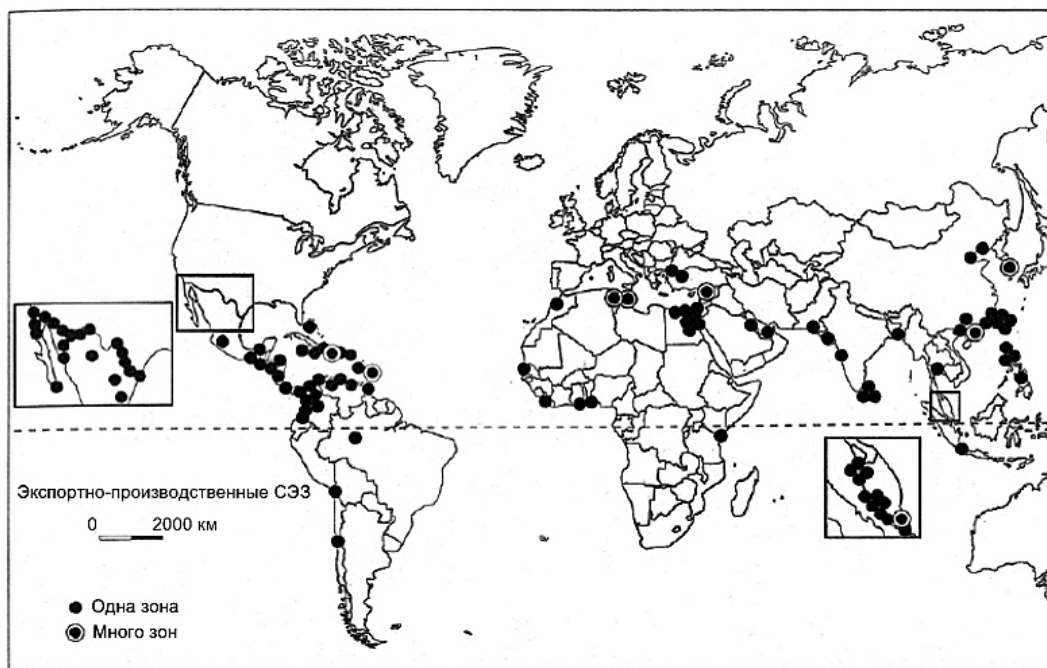 Экспортно-производственные СЭЗ
0 2000 км
Одна зона
Много зон